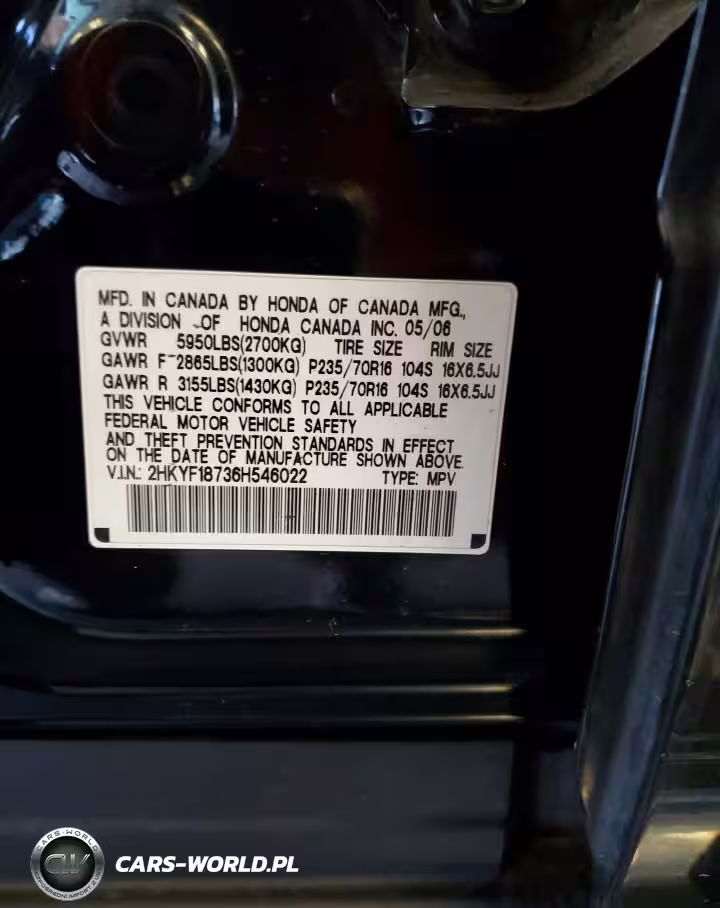 MFD. IN CANADA BY HONDA OF CANADA MFG.,
A DIVISION OF HONDA CANADA INC. 05/06
GVWR 5950LBS(2700KG) TIRE SIZE RIM SIZE
GAWR F 2865LBS(1300KG) P235/70R16 104S 16X6.5JJ
GAWR R 3155LBS(1430KG) P235/70R16 104S 16X6.5JJ
THIS VEHICLE CONFORMS TO ALL APPLICABLE
FEDERAL MOTOR VEHICLE SAFETY
AND THEFT PREVENTION STANDARDS IN EFFECT
ON THE DATE OF MANUFACTURE SHOWN ABOVE.
V.I.N.: 2HKYF18736H546022 TYPE: MPV
CARS-WORLD
CW
CARS-WORLD.PL